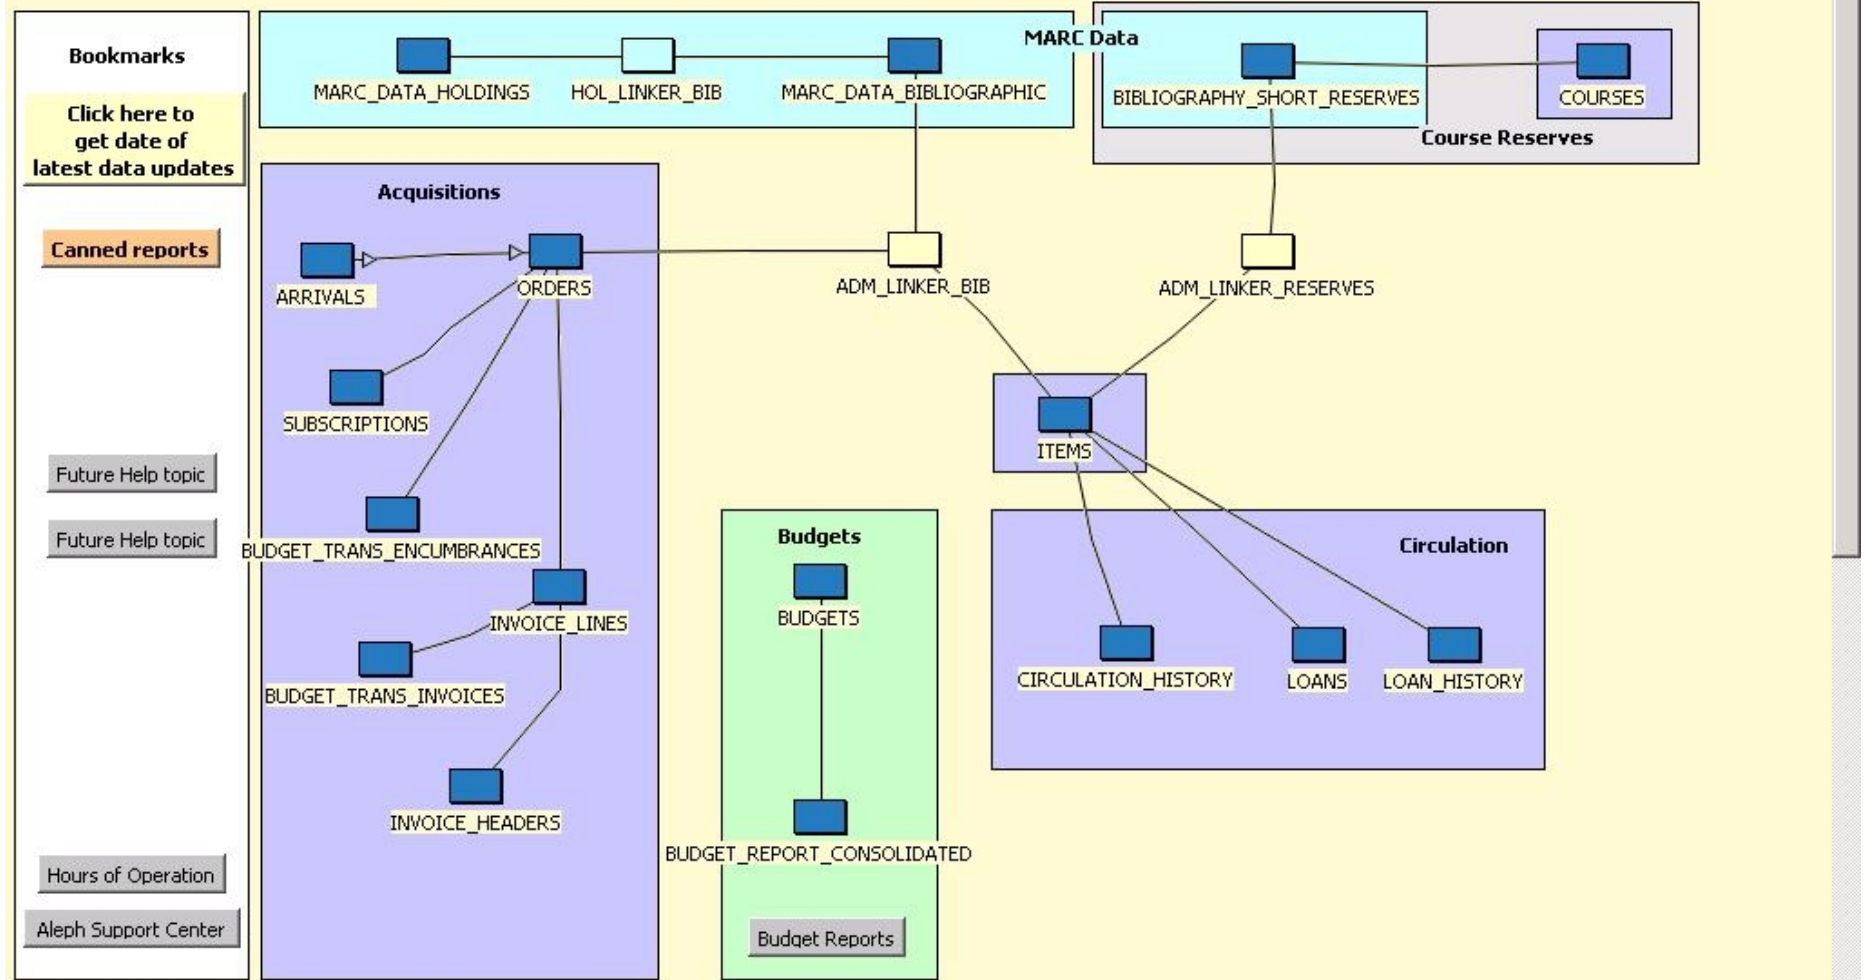 Bookmarks
Click here to
get date of
latest data updates
Canned reports
Future Help topic
Future Help topic
Hours of Operation
Aleph Support Center
MARC Data
MARC_DATA_HOLDINGS
HOL_LINKER_BIB
MARC_DATA_BIBLIOGRAPHIC
BIBLIOGRAPHY_SHORT_RESERVES
COURSES
Course Reserves
Acquisitions
ARRIVALS
ORDERS
SUBSCRIPTIONS
BUDGET_TRANS_ENCUMBRANCES
INVOICE_LINES
BUDGET_TRANS_INVOICES
INVOICE_HEADERS
ADM_LINKER_BIB
ADM_LINKER_RESERVES
ITEMS
Budgets
BUDGETS
BUDGET_REPORT_CONSOLIDATED
Budget Reports
Circulation
CIRCULATION_HISTORY
LOANS
LOAN_HISTORY